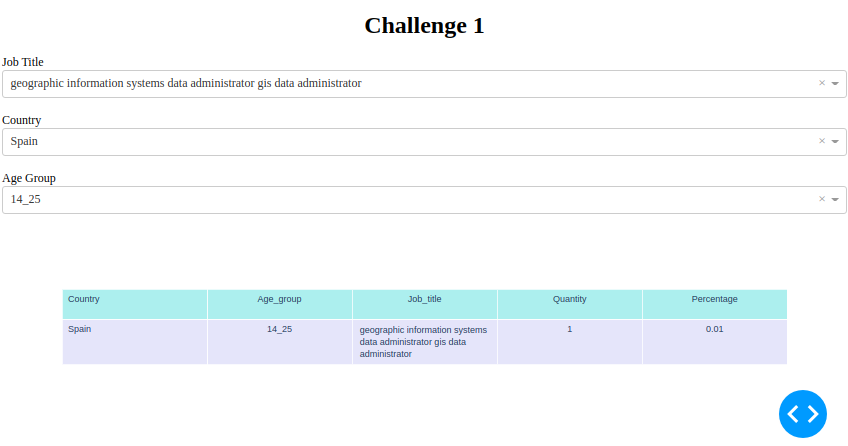 Challenge 1
Job Title
geographic information systems data administrator gis data administrator
Country
Spain
Age Group
14_25
Country Age_group Job_title Quantity Percentage
Spain 14_25 geographic information systems 1 0.01
data administrator gis data
administrator